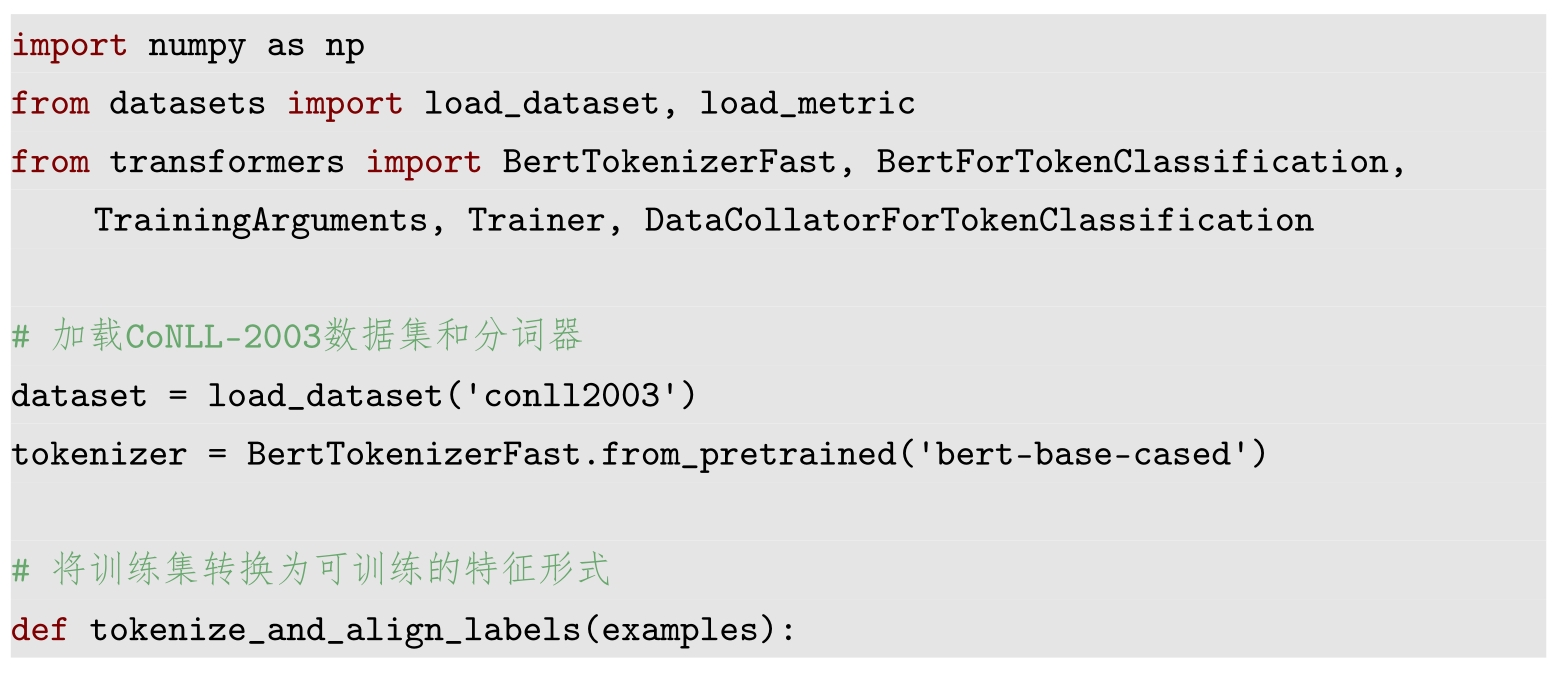 import numpy as np
from datasets import load_dataset, load_metric
from transformers import BertTokenizerFast, BertForTokenClassification,
    TrainingArguments, Trainer, DataCollatorForTokenClassification

# 加载CoNLL-2003数据集和分词器
dataset = load_dataset('conll2003')
tokenizer = BertTokenizerFast.from_pretrained('bert-base-cased')

# 将训练集转换为可训练的特征形式
def tokenize_and_align_labels(examples):